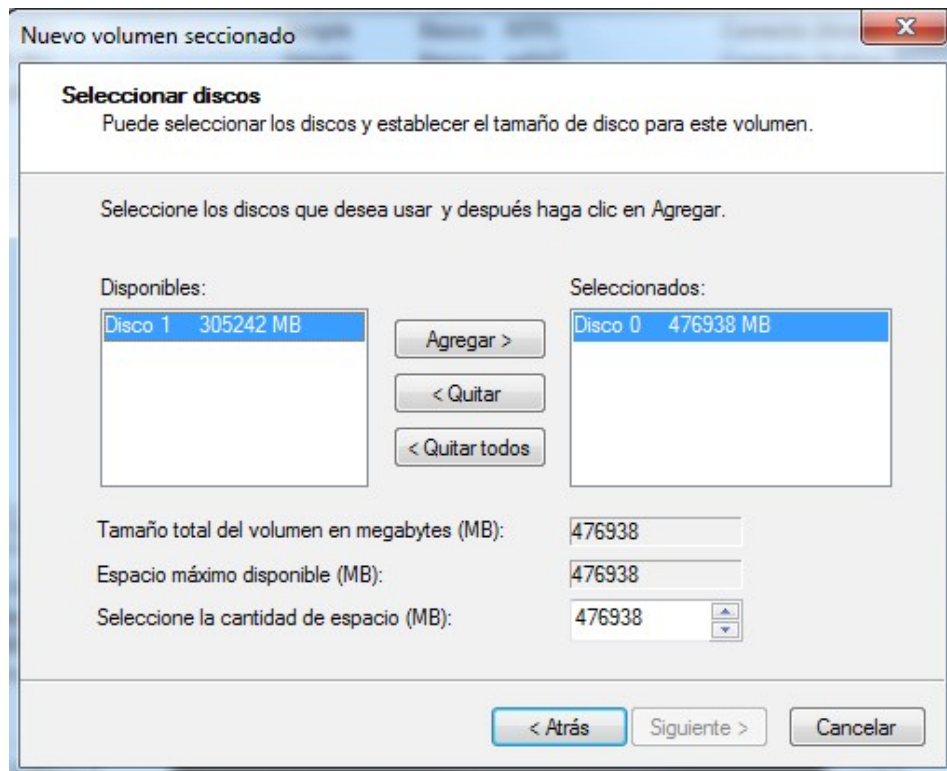 Nuevo volumen seccionado
Seleccionar discos
Puede seleccionar los discos y establecer el tamaño de disco para este volumen.
Seleccione los discos que desea usar y después haga clic en Agregar.
Disponibles:
Seleccionados:
Disco 1 305242 MB
Disco 0 476938 MB
Agregar >
< Quitar
< Quitar todos
Tamaño total del volumen en megabytes (MB): 476938
Espacio máximo disponible (MB): 476938
Seleccione la cantidad de espacio (MB): 476938
< Atrás Siguiente > Cancelar